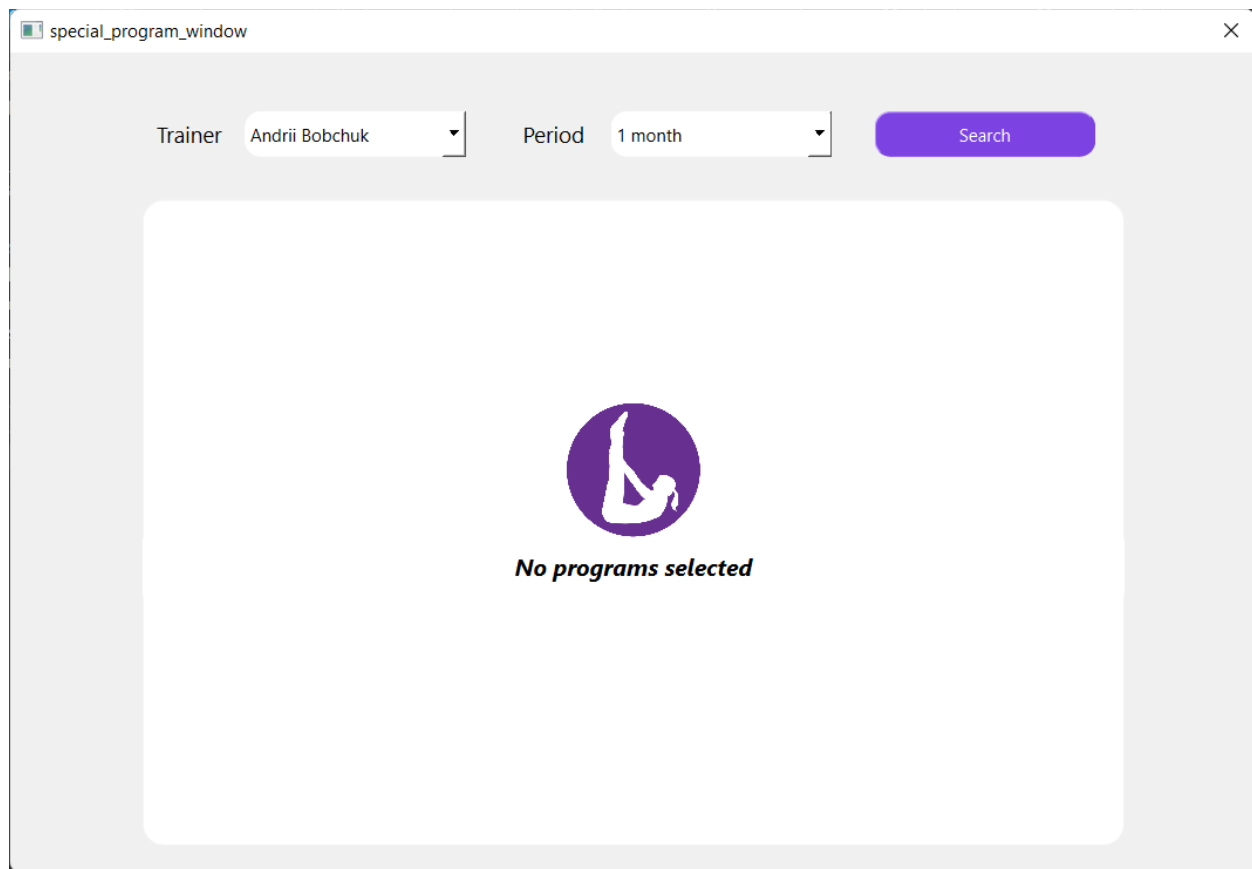 special_program_window
Trainer Andrii Bobchuk Period 1 month Search
No programs selected